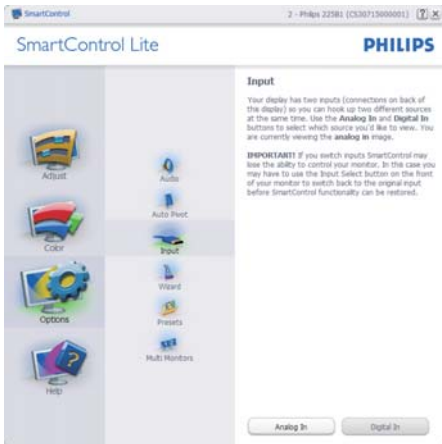 SmartControl
2 - Philips 225B1 (CS30715000001)
SmartControl Lite
PHILIPS
Adjust
Color
Options
Help
Audio
Auto Pivot
Input
Wizard
Presets
Multi Monitors
Input
Your display has two inputs (connections on back of
the display) so you can hook up two different sources
at the same time. Use the Analog In and Digital In
buttons to select which source you'd like to view. You
are currently viewing the analog in image.
IMPORTANT! If you switch inputs SmartControl may
lose the ability to control your monitor. In this case you
may have to use the Input Select button on the front
of your monitor to switch back to the original input
before SmartControl functionality can be restored.
Analog In
Digital In